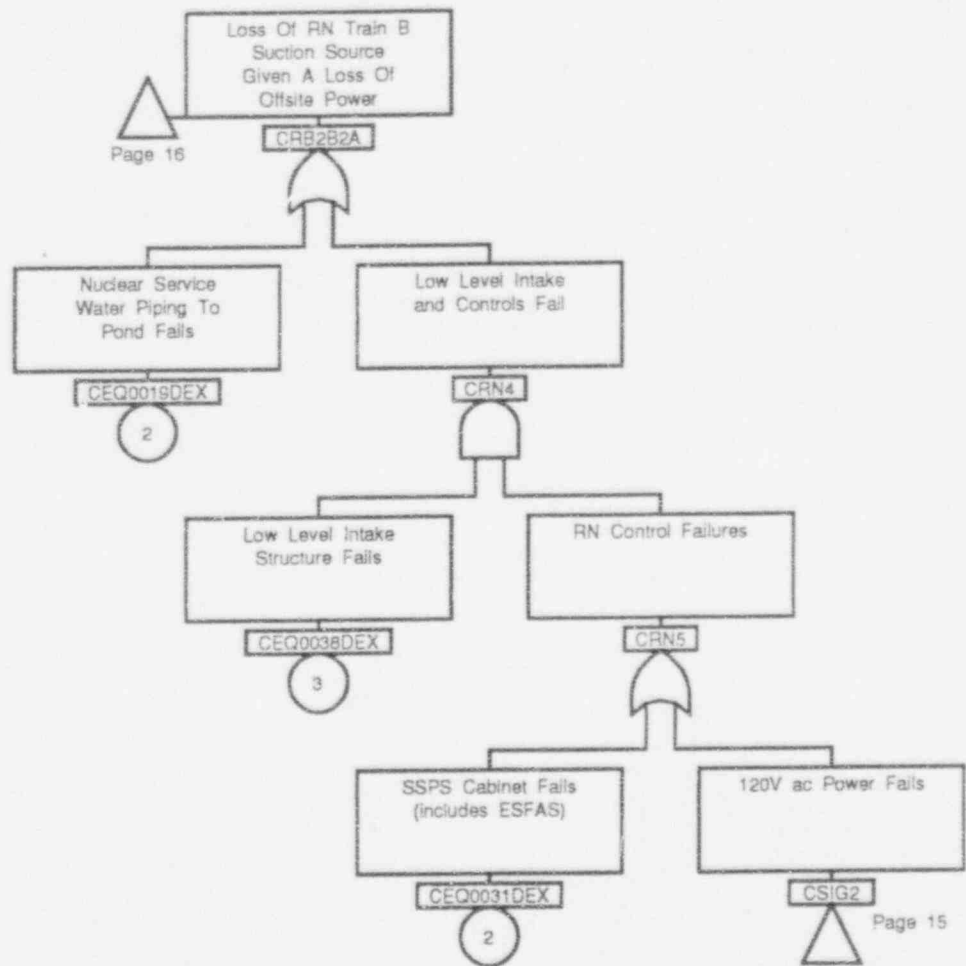 Loss Of RN Train B
Suction Source
Given A Loss Of
Offsite Power
Page 16
CRB2B2A
Nuclear Service
Water Piping To
Pond Fails
CEQ0019DEX
2
Low Level Intake
and Controls Fail
CRN4
Low Level Intake
Structure Fails
CEQ0038DEX
3
RN Control Failures
CRN5
SSPS Cabinet Fails
(includes ESFAS)
CEQ0031DEX
2
120V ac Power Fails
CSIG2
Page 15